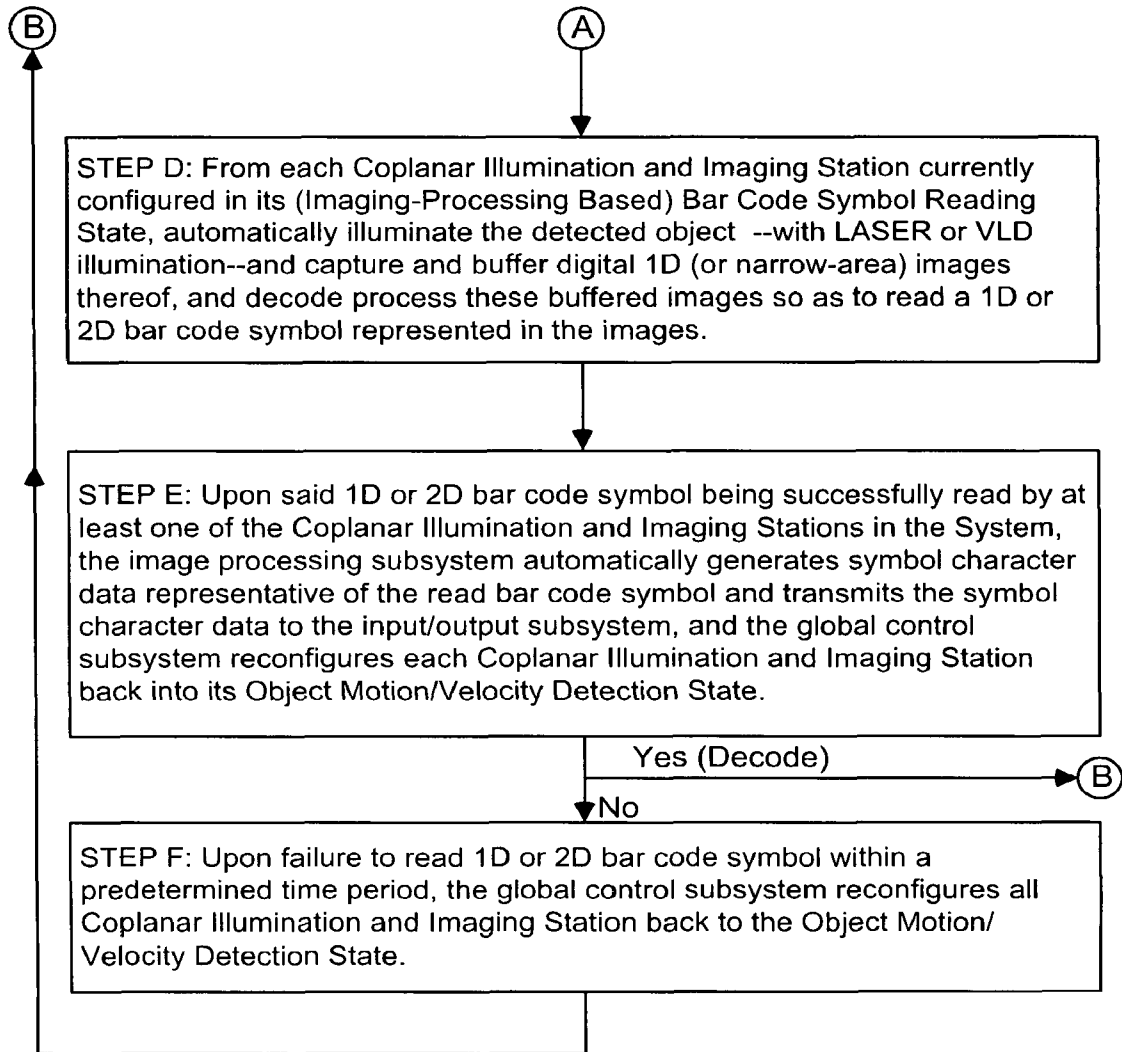 B
A
STEP D: From each Coplanar Illumination and Imaging Station currently
configured in its (Imaging-Processing Based) Bar Code Symbol Reading
State, automatically illuminate the detected object --with LASER or VLD
illumination--and capture and buffer digital 1D (or narrow-area) images
thereof, and decode process these buffered images so as to read a 1D or
2D bar code symbol represented in the images.
STEP E: Upon said 1D or 2D bar code symbol being successfully read by at
least one of the Coplanar Illumination and Imaging Stations in the System,
the image processing subsystem automatically generates symbol character
data representative of the read bar code symbol and transmits the symbol
character data to the input/output subsystem, and the global control
subsystem reconfigures each Coplanar Illumination and Imaging Station
back into its Object Motion/Velocity Detection State.
Yes (Decode)
B
No
STEP F: Upon failure to read 1D or 2D bar code symbol within a
predetermined time period, the global control subsystem reconfigures all
Coplanar Illumination and Imaging Station back to the Object Motion/
Velocity Detection State.